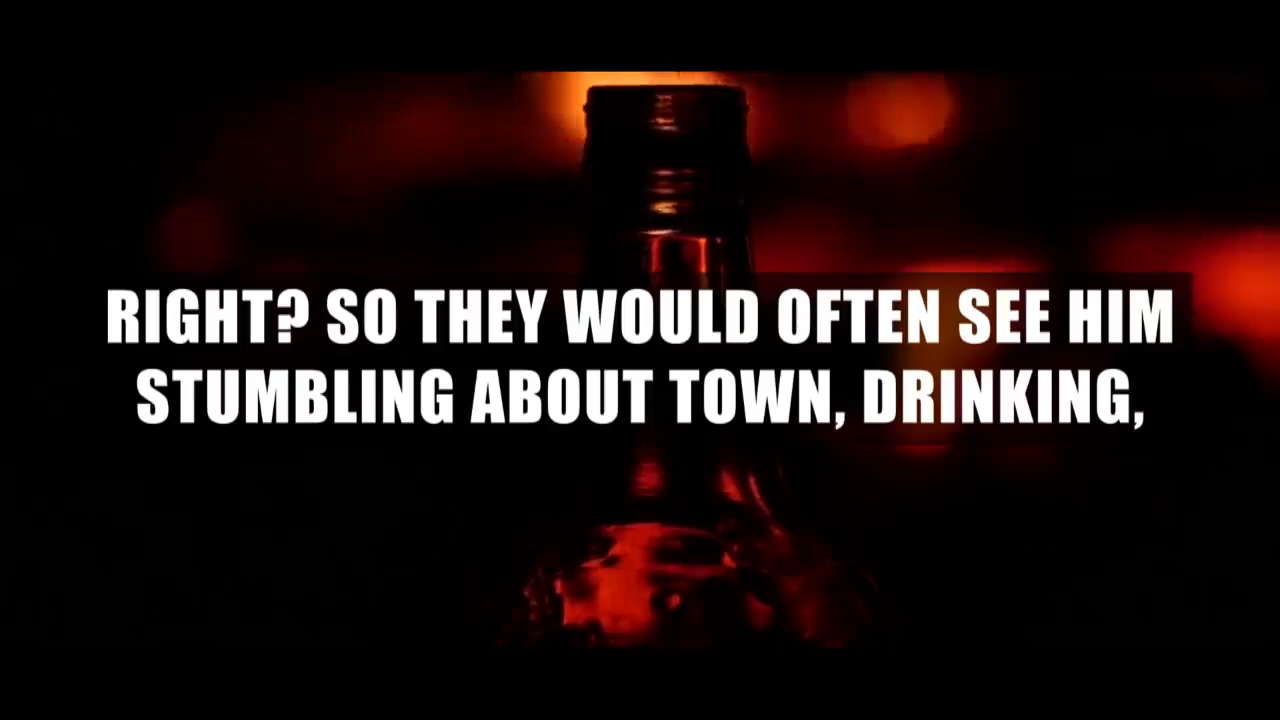 RIGHT? SO THEY WOULD OFTEN SEE HIM
STUMBLING ABOUT TOWN, DRINKING,